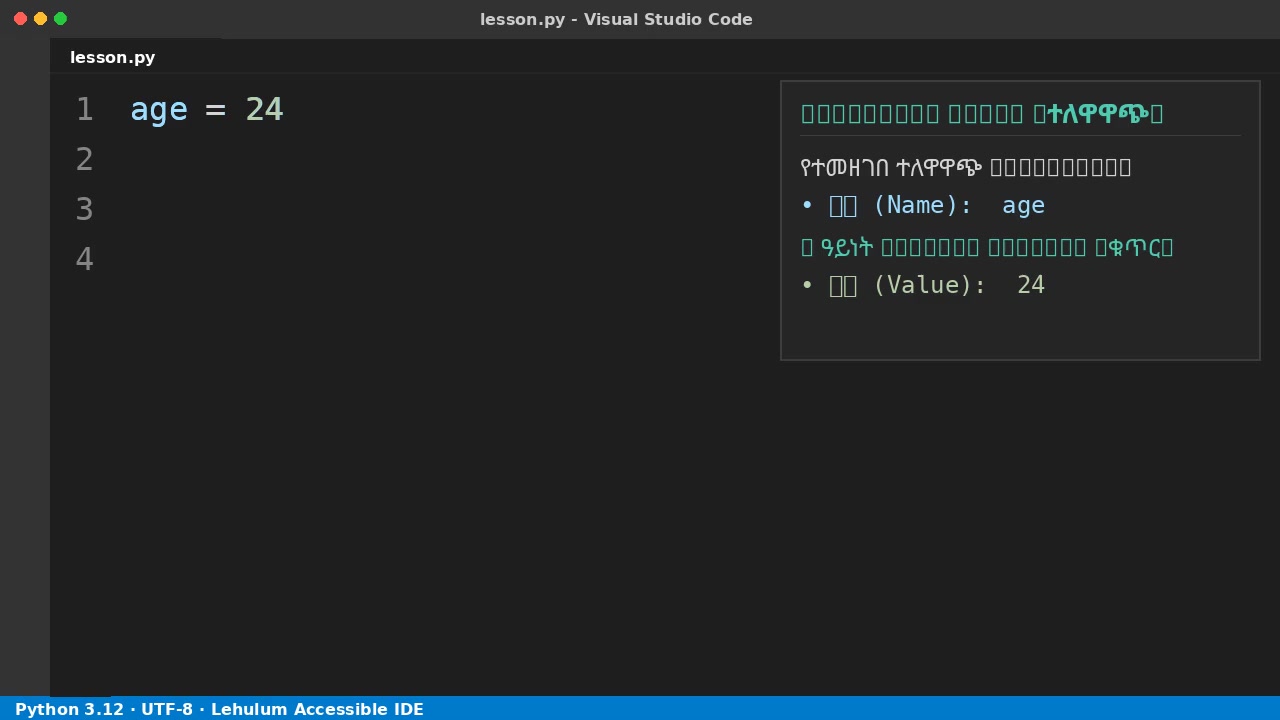 lesson.py - Visual Studio Code
lesson.py
1 age = 24
2
3
4
ተለዋዋጭ
የተመዘገበ ተለዋዋጭ
• (Name): age
ዓይነት ቁጥር
• (Value): 24
Python 3.12 · UTF-8 · Lehulum Accessible IDE